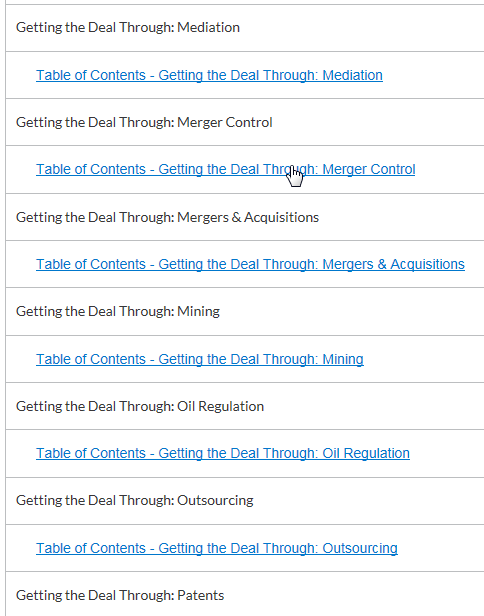 Getting the Deal Through: Mediation
Table of Contents - Getting the Deal Through: Mediation
Getting the Deal Through: Merger Control
Table of Contents - Getting the Deal Through: Merger Control
Getting the Deal Through: Mergers & Acquisitions
Table of Contents - Getting the Deal Through: Mergers & Acquisitions
Getting the Deal Through: Mining
Table of Contents - Getting the Deal Through: Mining
Getting the Deal Through: Oil Regulation
Table of Contents - Getting the Deal Through: Oil Regulation
Getting the Deal Through: Outsourcing
Table of Contents - Getting the Deal Through: Outsourcing
Getting the Deal Through: Patents